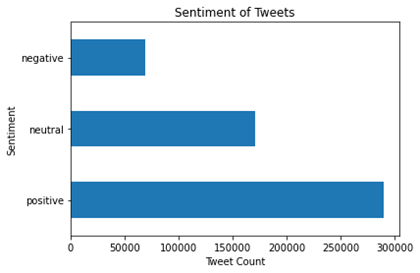 Sentiment of Tweets
Sentiment
negative
neutral
positive
0 50000 100000 150000 200000 250000 300000
Tweet Count